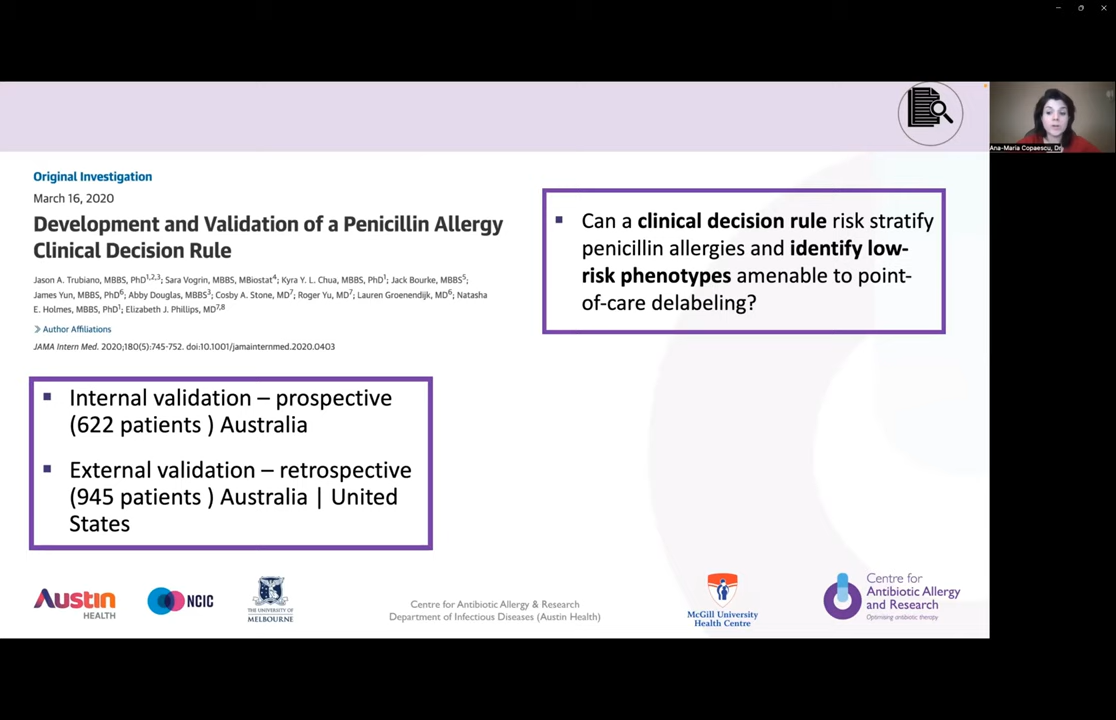 Original Investigation
March 16, 2020
Development and Validation of a Penicillin Allergy
Clinical Decision Rule
Jason A. Trubiano, MBBS, PhD1,2,3; Sara Vogrin, MBBS, MBiostat4; Kyra Y. L. Chua, MBBS, PhD1; Jack Bourke, MBBS5;
James Yun, MBBS, PhD6; Abby Douglas, MBBS3; Cosby A. Stone, MD7; Roger Yu, MD7; Lauren Groenendijk, MD6; Natasha
E. Holmes, MBBS, PhD1; Elizabeth J. Phillips, MD7,8
Author Affiliations
JAMA Intern Med. 2020;180(5):745-752. doi:10.1001/jamainternmed.2020.0403
Can a clinical decision rule risk stratify
penicillin allergies and identify low-
risk phenotypes amenable to point-
of-care delabeling?
Internal validation – prospective
(622 patients ) Australia
External validation – retrospective
(945 patients ) Australia | United
States
Ana-Maria Copaescu, Dr
AUSTIN
HEALTH
NCIC
THE UNIVERSITY OF
MELBOURNE
Centre for Antibiotic Allergy & Research
Department of Infectious Diseases (Austin Health)
McGill University
Health Centre
Centre for
Antibiotic Allergy
and Research
Optimising antibiotic therapy